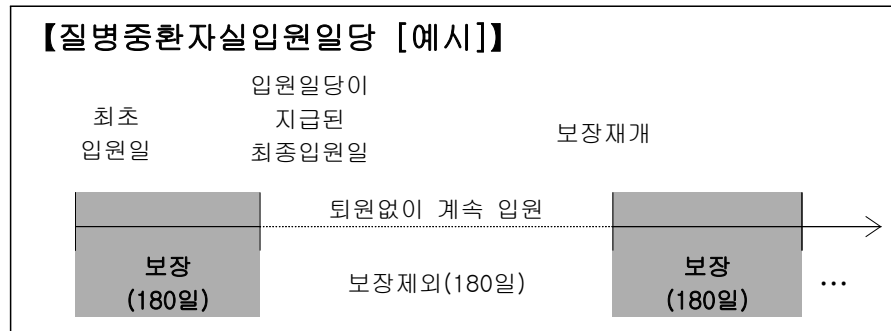 【질병중환자실입원일당 [예시]】
최초
입원일
입원일당이
지급된
최종입원일
보장재개
퇴원없이 계속 입원
보장
(180일)
보장제외(180일)
보장
(180일)
…